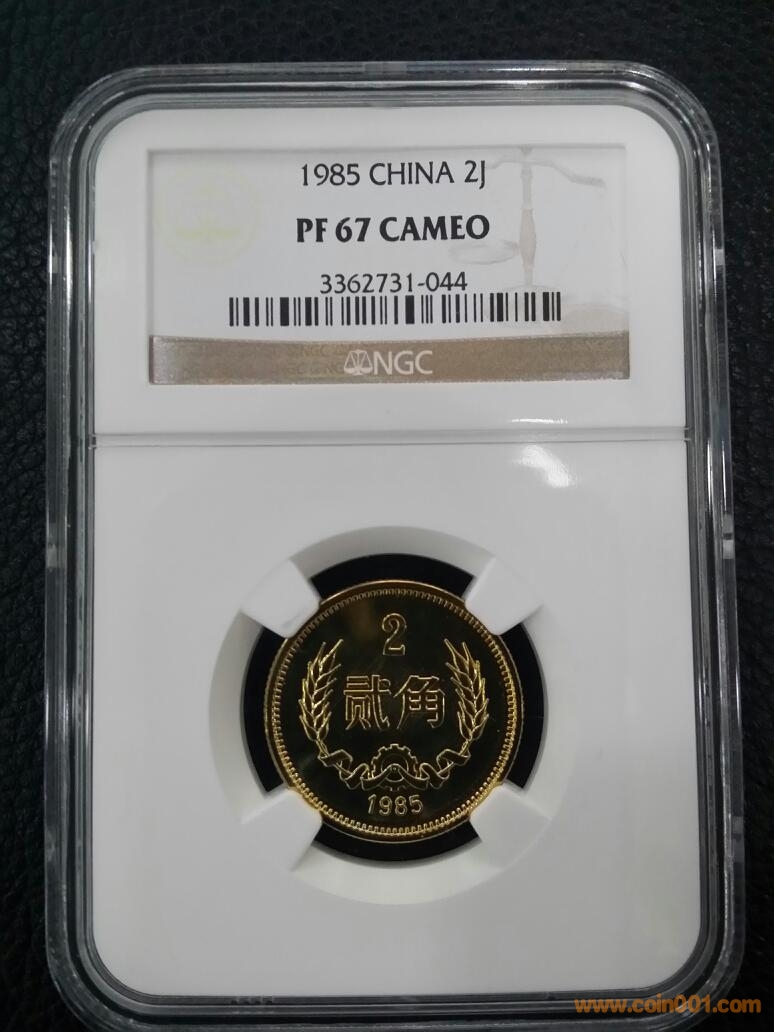 1985 CHINA 2J
PF 67 CAMEO
3362731-044
NGC
2
贰角
1985
www.coin001.com